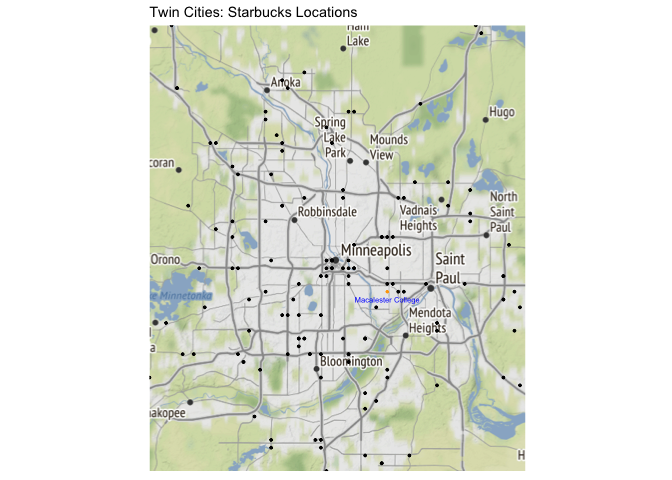 Twin Cities: Starbucks Locations
Ham
Lake
Anoka
Hugo
Spring
Lake
Park
Mounds
View
coran
North
Saint
Paul
Vadnais
Heights
Robbinsdale
Minneapolis
Orono
Saint
Paul
Minnetonka
Macalester College
Mendota
Heights
a
Bloomington
akopee
H